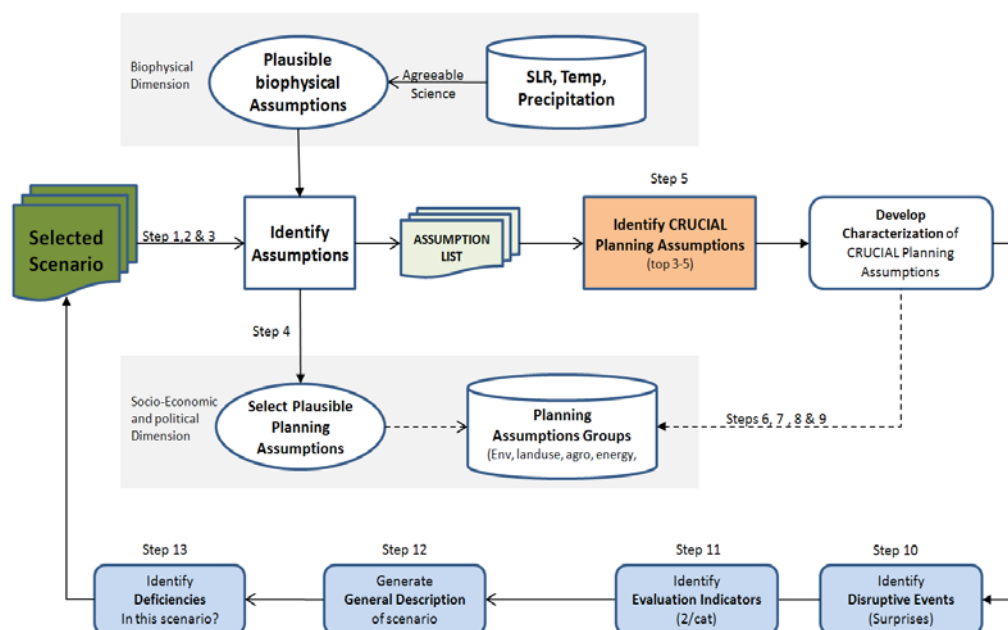 Biophysical
Dimension
Plausible
biophysical
Assumptions
Agreeable
Science
SLR, Temp,
Precipitation
Selected
Scenario
Step 1,2 & 3
Identify
Assumptions
ASSUMPTION
LIST
Step 5
Identify CRUCIAL
Planning Assumptions
(top 3-5)
Develop
Characterization of
CRUCIAL Planning
Assumptions
Step 4
Socio-Economic
and political
Dimension
Select Plausible
Planning
Assumptions
Planning
Assumptions Groups
(Env, landuse, agro, energy,
Steps 6, 7 , 8 & 9
Step 13
Identify
Deficiencies
In this scenario?
Step 12
Generate
General Description
of scenario
Step 11
Identify
Evaluation Indicators
(2/cat)
Step 10
Identify
Disruptive Events
(Surprises)